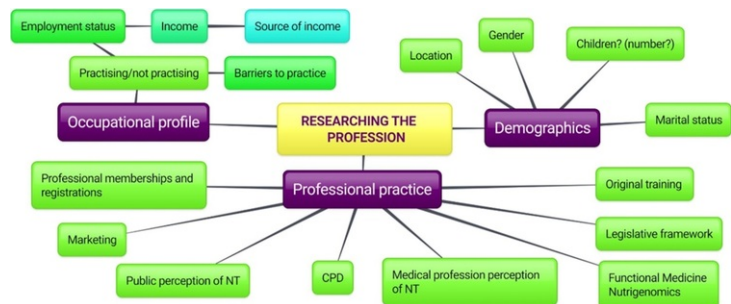 Employment status
Income
Source of income
Practising/not practising
Barriers to practice
Occupational profile
RESEARCHING THE
PROFESSION
Demographics
Location
Gender
Children? (number?)
Marital status
Professional practice
Professional memberships and
registrations
Marketing
Public perception of NT
CPD
Medical profession perception
of NT
Functional Medicine
Nutrigenomics
Legislative framework
Original training